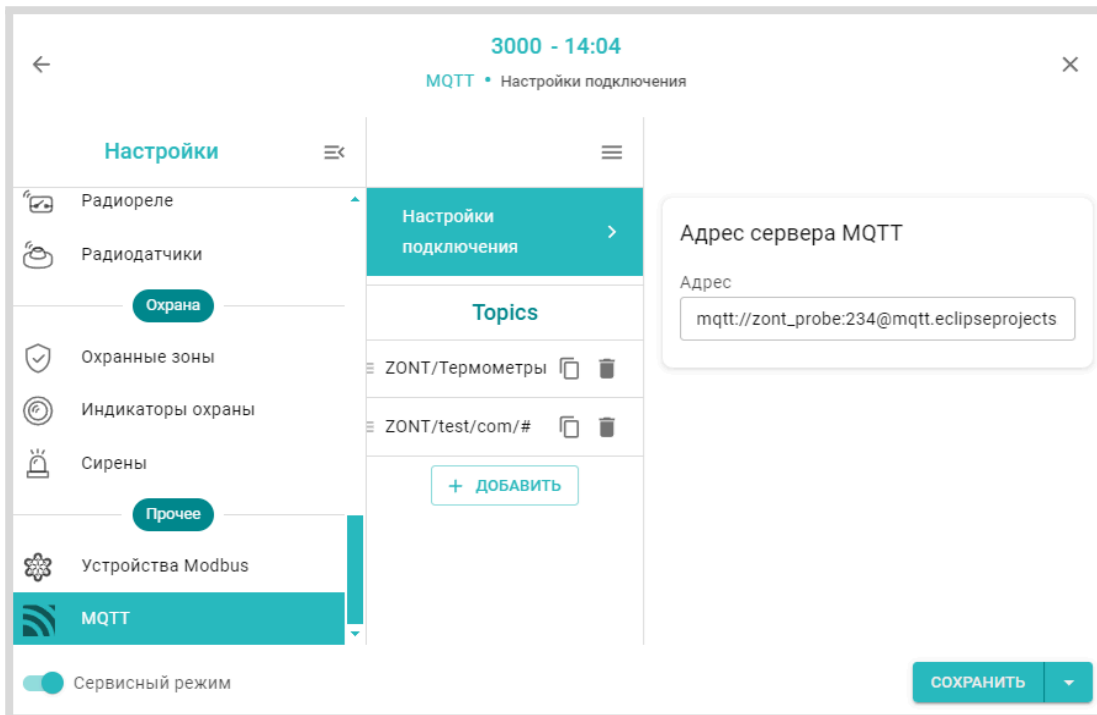 3000 - 14:04
MQTT • Настройки подключения
Настройки
Радиореле
Радиодатчики
Охрана
Охранные зоны
Индикаторы охраны
Сирены
Прочее
Устройства Modbus
MQTT
Настройки
подключения
Topics
ZONT/Термометры
ZONT/test/com/#
+ ДОБАВИТЬ
Адрес сервера MQTT
Адрес
mqtt://zont_probe:234@mqtt.eclipseprojects
Сервисный режим
СОХРАНИТЬ